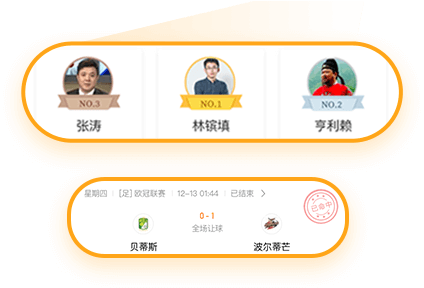 NO.3
NO.1
NO.2
张涛
林镔填
亨利赖
星期四 | [足] 欧冠联赛 | 12-13 01:44 | 已结束 >
已命中
0 - 1
全场让球
贝蒂斯
波尔蒂芒